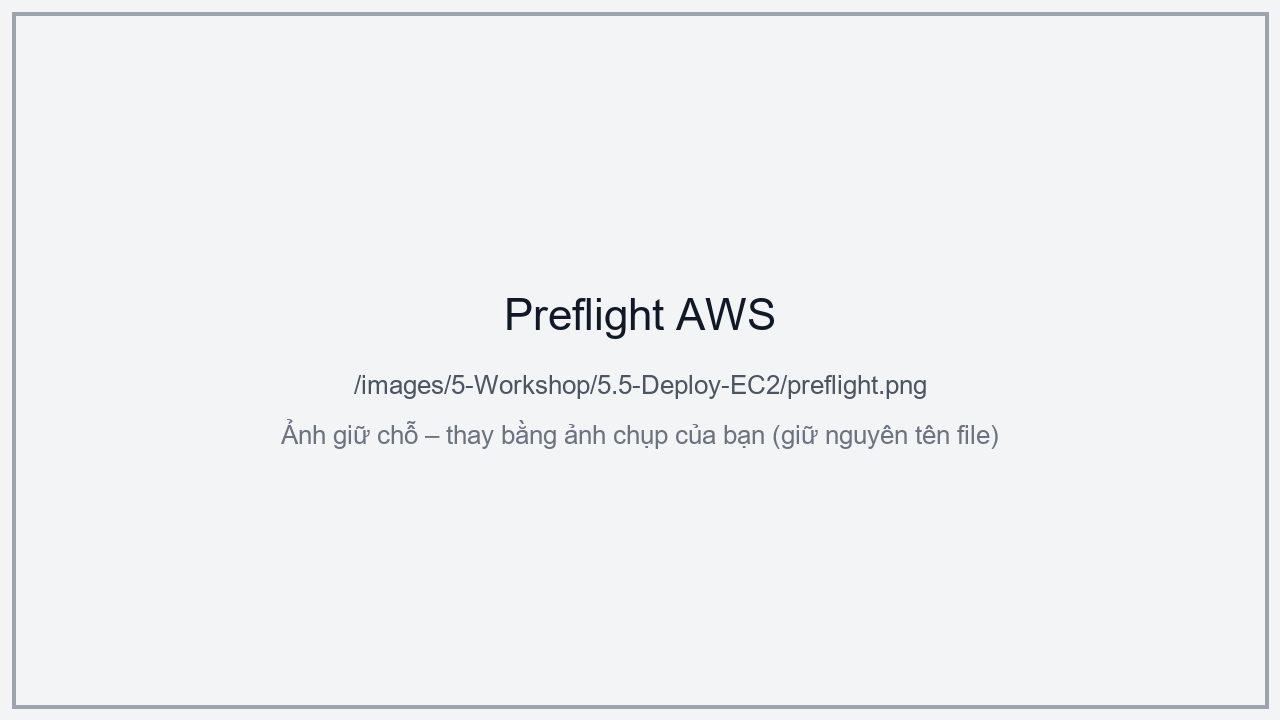 Preflight AWS
/images/5-Workshop/5.5-Deploy-EC2/preflight.png
Ảnh giữ chỗ – thay bằng ảnh chụp của bạn (giữ nguyên tên file)